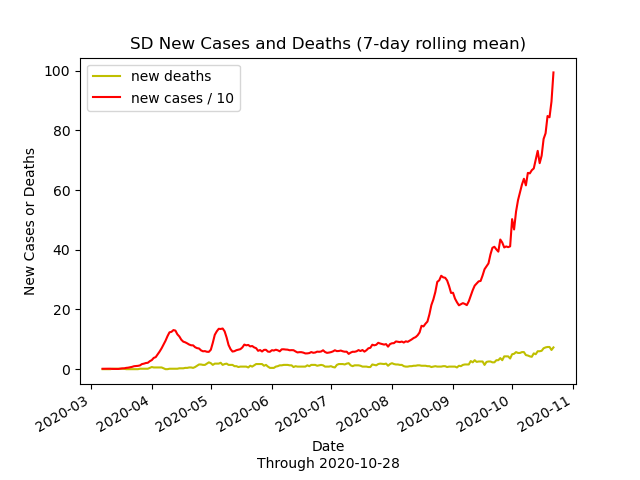 SD New Cases and Deaths (7-day rolling mean)
new deaths
new cases / 10
New Cases or Deaths
100
80
60
40
20
0
2020-03
2020-04
2020-05
2020-06
2020-07
2020-08
2020-09
2020-10
2020-11
Date
Through 2020-10-28